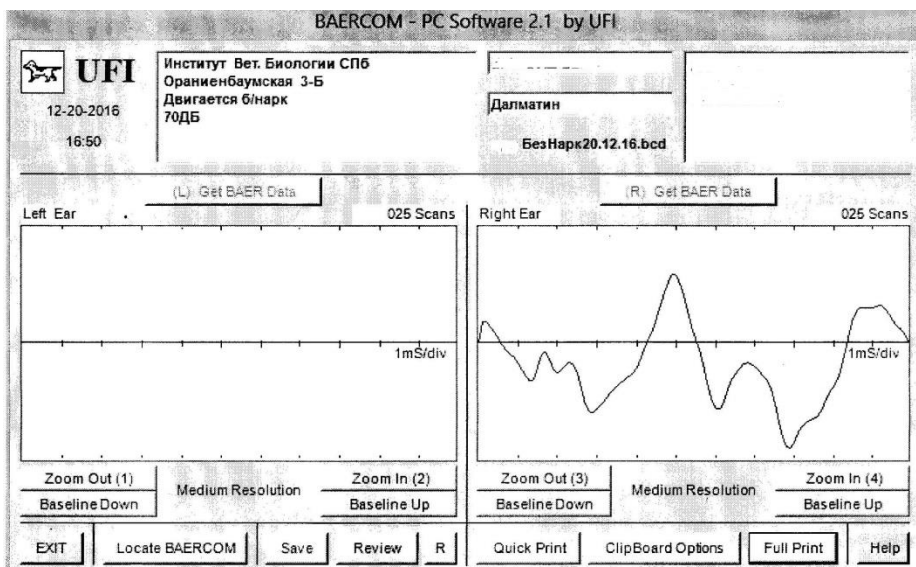 BAERCOM - PC Software 2.1 by UFI
UFI
12-20-2016
16:50
Институт Вет. Биологии СПб
Ораниенбаумская 3-Б
Двигается б/нарк
70ДБ
Далматин
БезНарк20.12.16.bcd
(L) Get BAER Data
(R) Get BAER Data
Left Ear
025 Scans
Right Ear
025 Scans
1mS/div
1mS/div
Zoom Out (1)
Baseline Down
Medium Resolution
Zoom In (2)
Baseline Up
Zoom Out (3)
Baseline Down
Medium Resolution
Zoom In (4)
Baseline Up
EXIT
Locate BAERCOM
Save
Review
R
Quick Print
ClipBoard Options
Full Print
Help